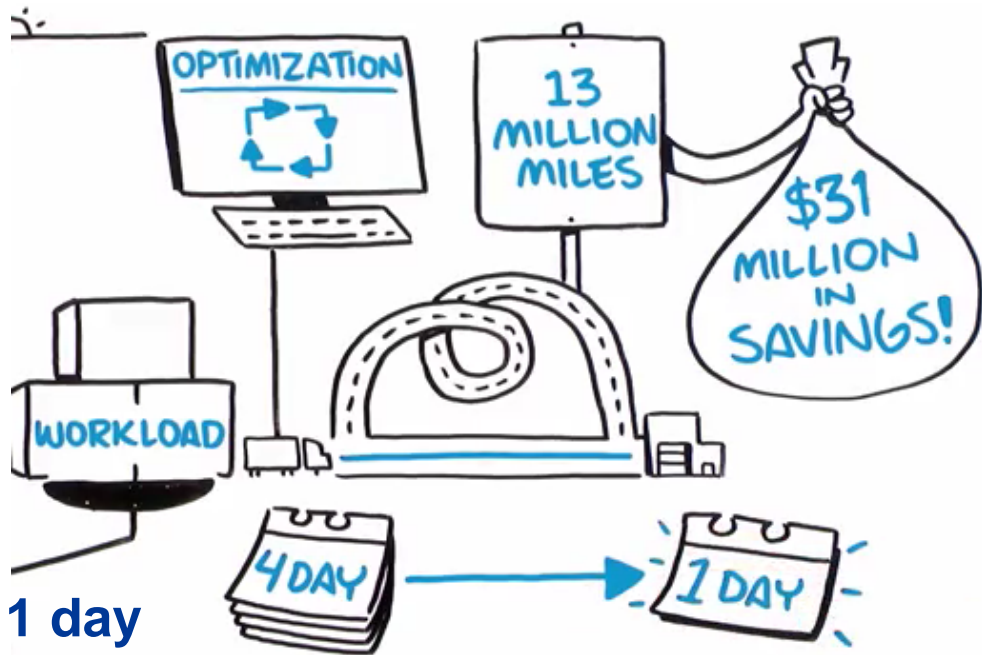 OPTIMIZATION
13
MILLION
MILES
$31
MILLION
IN
SAVINGS!
WORKLOAD
4 DAY
1 DAY
1 day